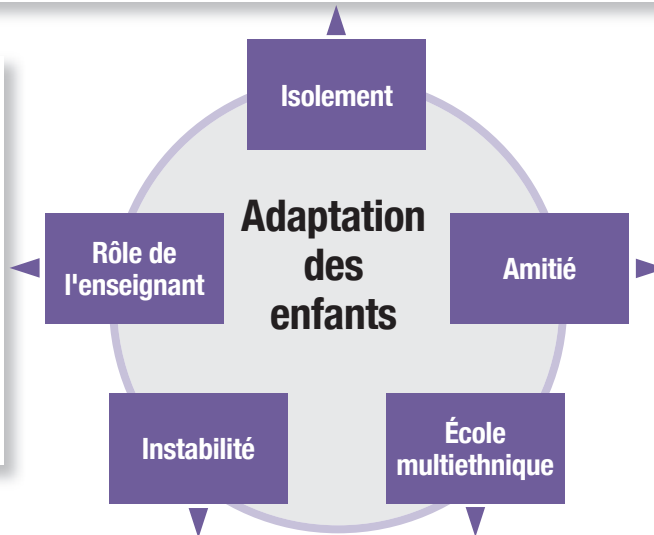 Isolement
Adaptation
des
enfants
Rôle de
l'enseignant
Amitié
Instabilité
École
multiethnique